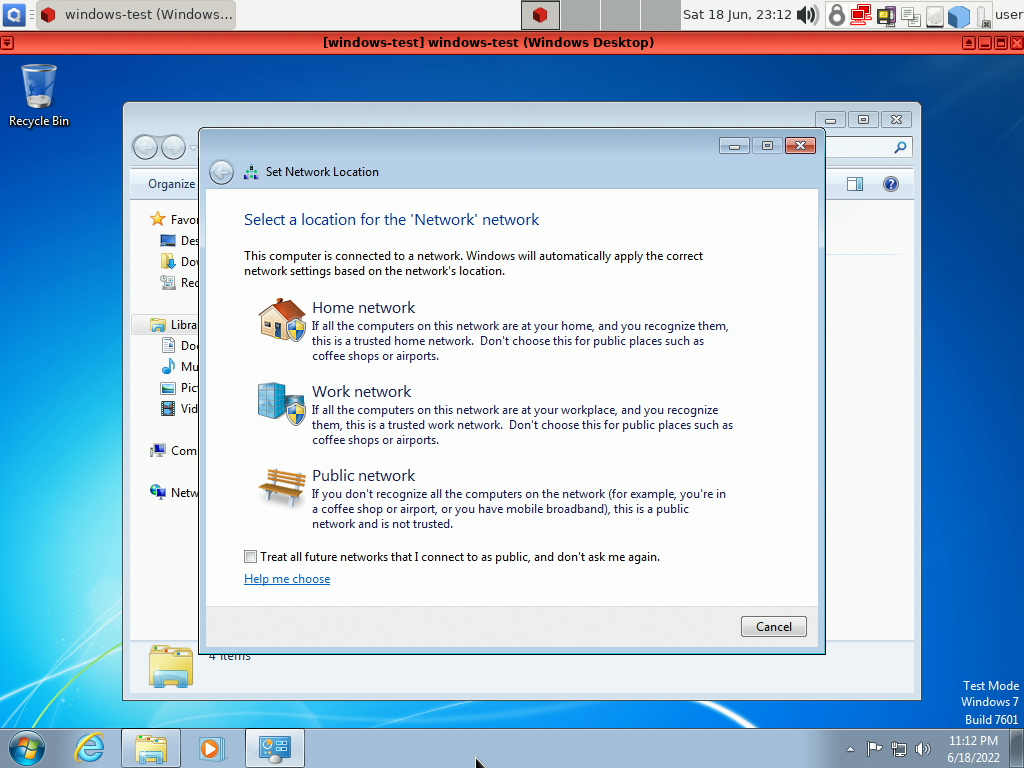 windows-test (Windows...
Sat 18 Jun, 23:12
user
[windows-test] windows-test (Windows Desktop)
Recycle Bin
Set Network Location
Organize
Select a location for the 'Network' network
This computer is connected to a network. Windows will automatically apply the correct
network settings based on the network's location.
Home network
If all the computers on this network are at your home, and you recognize them,
this is a trusted home network. Don't choose this for public places such as
coffee shops or airports.
Work network
If all the computers on this network are at your workplace, and you recognize
them, this is a trusted work network. Don't choose this for public places such as
coffee shops or airports.
Public network
If you don't recognize all the computers on the network (for example, you're in
a coffee shop or airport, or you have mobile broadband), this is a public
network and is not trusted.
Treat all future networks that I connect to as public, and don't ask me again.
Help me choose
Cancel
Favor
Des
Do
Rec
Libra
Do
Mu
Pic
Vid
Com
Netw
4 items
Test Mode
Windows 7
Build 7601
11:12 PM
6/18/2022